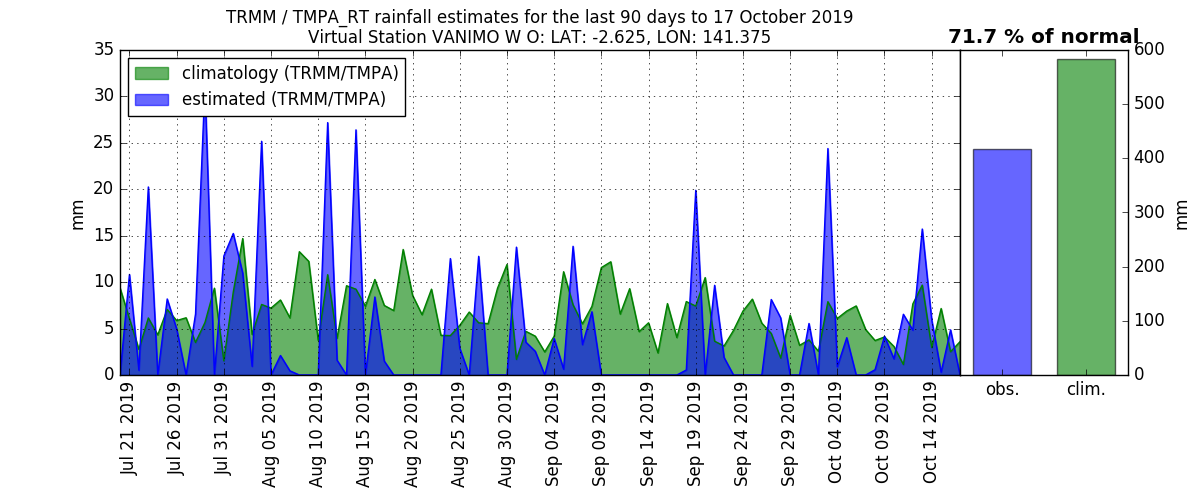 TRMM / TMPA_RT rainfall estimates for the last 90 days to 17 October 2019
Virtual Station VANIMO W O: LAT: -2.625, LON: 141.375
71.7 % of normal
climatology (TRMM/TMPA)
estimated (TRMM/TMPA)
mm
35
30
25
20
15
10
5
0
Jul 21 2019
Jul 26 2019
Jul 31 2019
Aug 05 2019
Aug 10 2019
Aug 15 2019
Aug 20 2019
Aug 25 2019
Aug 30 2019
Sep 04 2019
Sep 09 2019
Sep 14 2019
Sep 19 2019
Sep 24 2019
Sep 29 2019
Oct 04 2019
Oct 09 2019
Oct 14 2019
obs.
clim.
600
500
400
300
200
100
0
mm